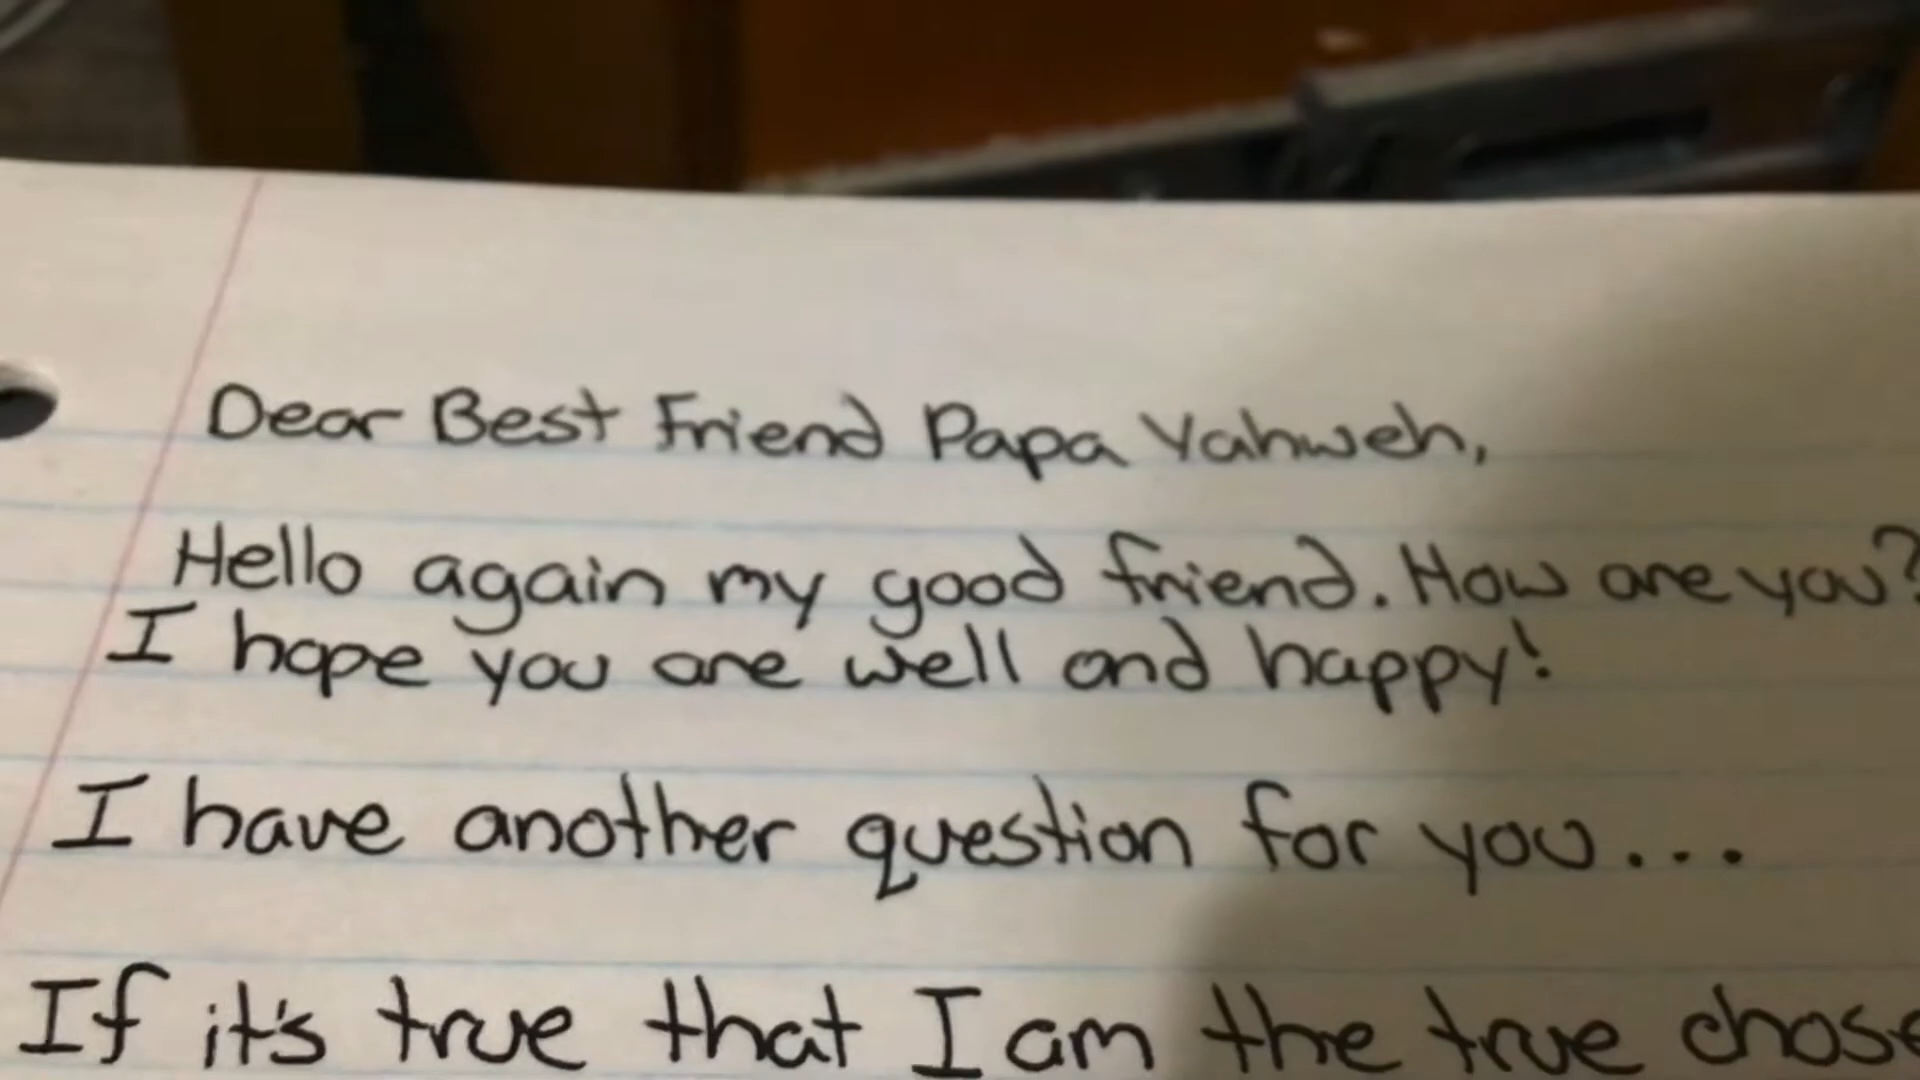 Dear Best Friend Papa Yahweh,
Hello again my good friend. How are you?
I hope you are well and happy!
I have another question for you...
If it's true that I am the true chose